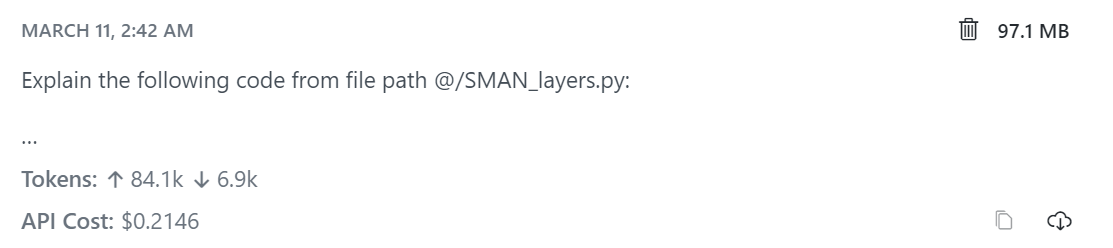 MARCH 11, 2:42 AM 97.1 MB
Explain the following code from file path @/SMAN_layers.py:
...
Tokens: ↑ 84.1k ↓ 6.9k
API Cost: $0.2146